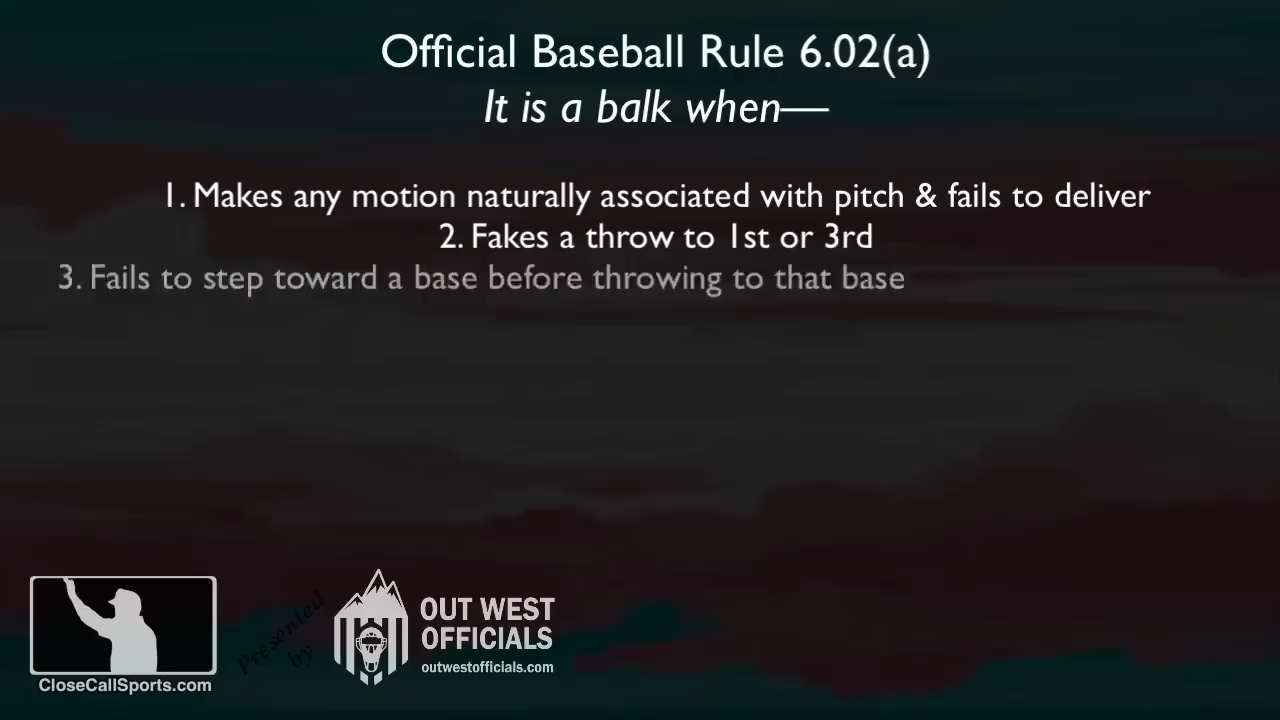 Official Baseball Rule 6.02(a)
It is a balk when—
1. Makes any motion naturally associated with pitch & fails to deliver
2. Fakes a throw to 1st or 3rd
3. Fails to step toward a base before throwing to that base
CloseCallSports.com
Presented
by
OUT WEST
OFFICIALS
outwestofficials.com